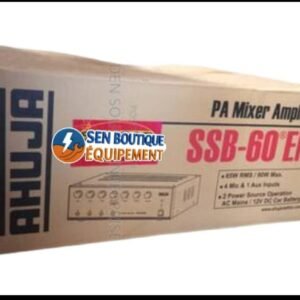 AHUJA
PA Mixer Ampl
SSB-60 E
SEN BOUTIQUE
ÉQUIPEMENT
• 65W RMS / 80W Max.
• 4 Mic & 1 Aux Inputs
• 2 Power Source Operation
AC Mains / 12V DC Car Battery